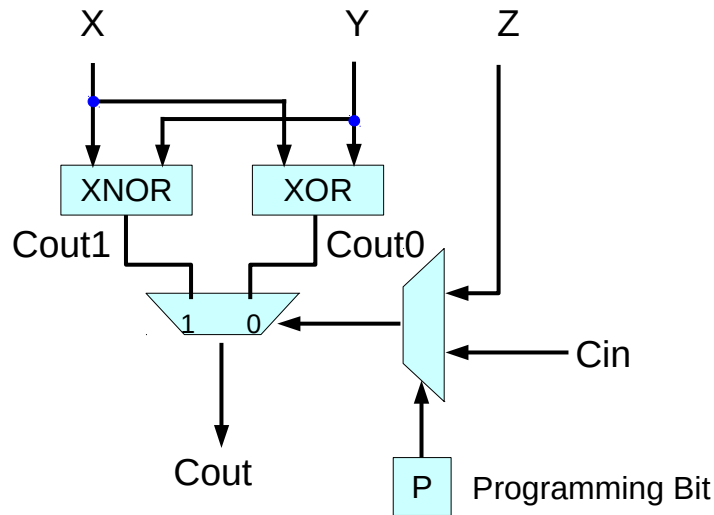 X Y Z
XNOR XOR
Cout1 Cout0
1 0
Cin
Cout
P Programming Bit